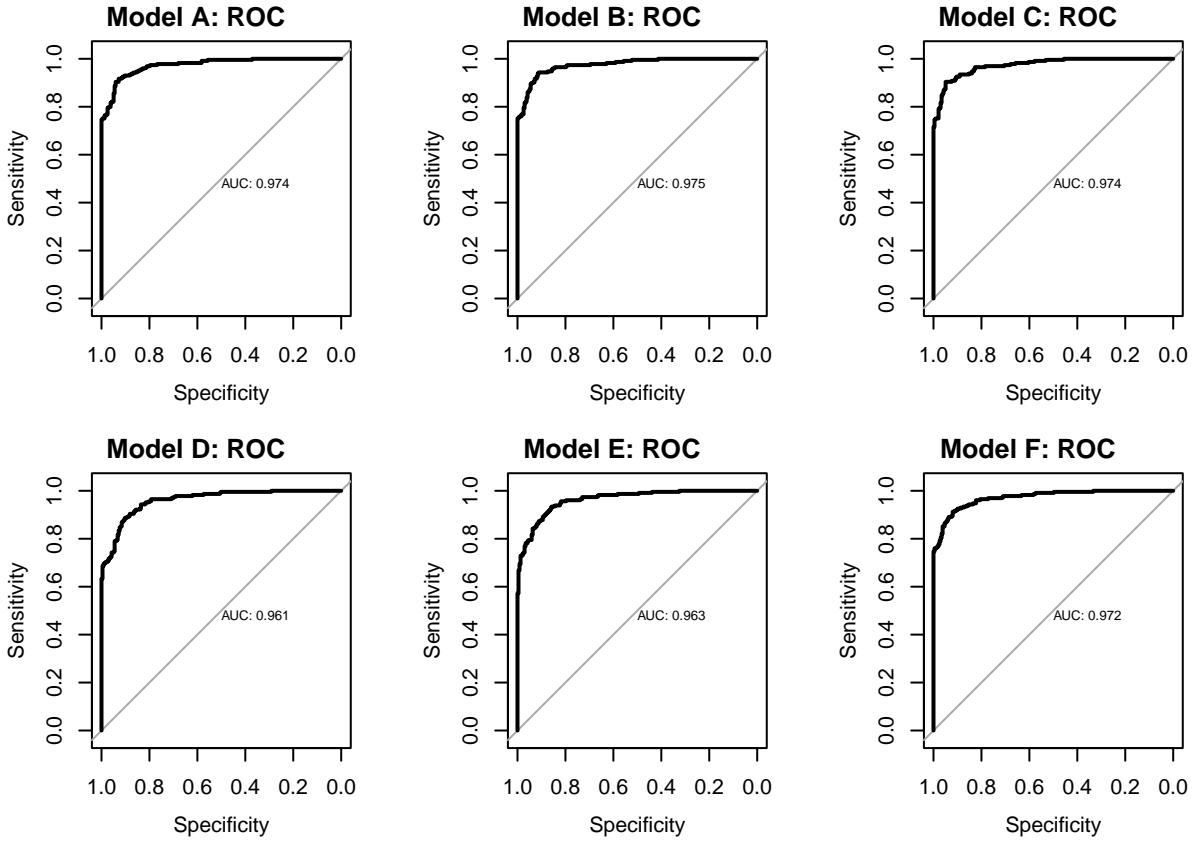 Model A: ROC
Sensitivity
1.0
0.8
0.6
0.4
0.2
0.0
AUC: 0.974
1.0 0.8 0.6 0.4 0.2 0.0
Specificity
Model B: ROC
Sensitivity
1.0
0.8
0.6
0.4
0.2
0.0
AUC: 0.975
1.0 0.8 0.6 0.4 0.2 0.0
Specificity
Model C: ROC
Sensitivity
1.0
0.8
0.6
0.4
0.2
0.0
AUC: 0.974
1.0 0.8 0.6 0.4 0.2 0.0
Specificity
Model D: ROC
Sensitivity
1.0
0.8
0.6
0.4
0.2
0.0
AUC: 0.961
1.0 0.8 0.6 0.4 0.2 0.0
Specificity
Model E: ROC
Sensitivity
1.0
0.8
0.6
0.4
0.2
0.0
AUC: 0.963
1.0 0.8 0.6 0.4 0.2 0.0
Specificity
Model F: ROC
Sensitivity
1.0
0.8
0.6
0.4
0.2
0.0
AUC: 0.972
1.0 0.8 0.6 0.4 0.2 0.0
Specificity